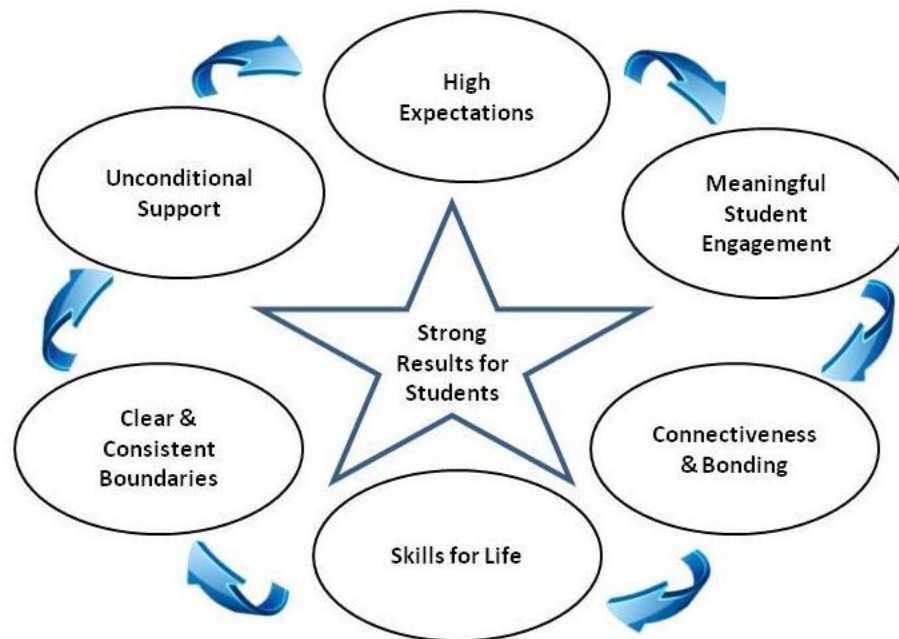 High
Expectations
Meaningful
Student
Engagement
Connectiveness
& Bonding
Skills for Life
Clear &
Consistent
Boundaries
Unconditional
Support
Strong
Results for
Students